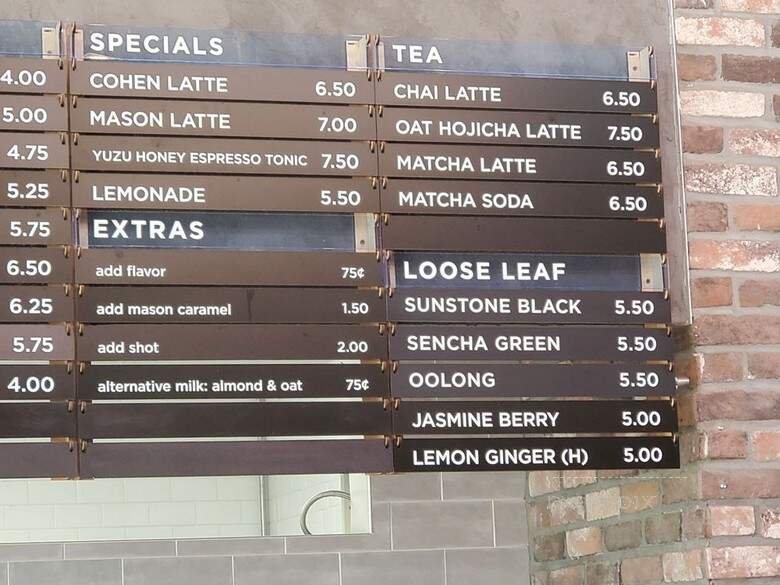 4.00
5.00
4.75
5.25
5.75
6.50
6.25
5.75
4.00
SPECIALS
COHEN LATTE 6.50
MASON LATTE 7.00
YUZU HONEY ESPRESSO TONIC 7.50
LEMONADE 5.50
EXTRAS
add flavor 75¢
add mason caramel 1.50
add shot 2.00
alternative milk: almond & oat 75¢
TEA
CHAI LATTE 6.50
OAT HOJICHA LATTE 7.50
MATCHA LATTE 6.50
MATCHA SODA 6.50
LOOSE LEAF
SUNSTONE BLACK 5.50
SENCHA GREEN 5.50
OOLONG 5.50
JASMINE BERRY 5.00
LEMON GINGER (H) 5.00